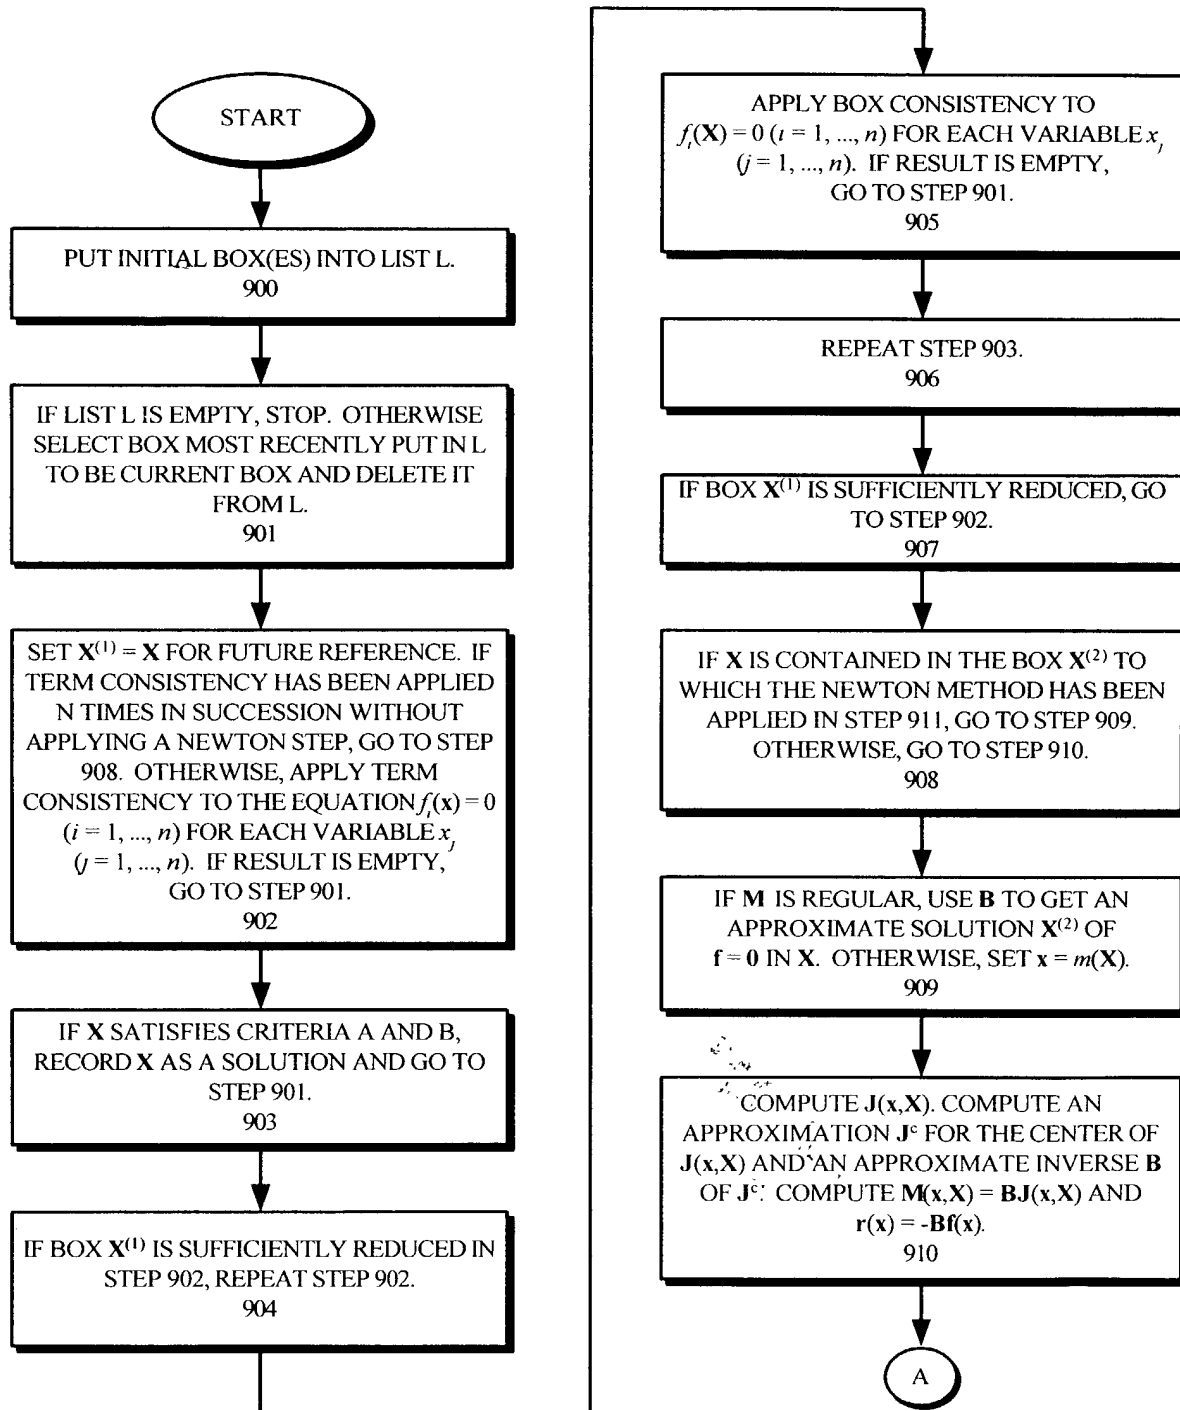 START
PUT INITIAL BOX(ES) INTO LIST L.
900
IF LIST L IS EMPTY, STOP. OTHERWISE
SELECT BOX MOST RECENTLY PUT IN L
TO BE CURRENT BOX AND DELETE IT
FROM L.
901
SET X⁽¹⁾ = X FOR FUTURE REFERENCE. IF
TERM CONSISTENCY HAS BEEN APPLIED
N TIMES IN SUCCESSION WITHOUT
APPLYING A NEWTON STEP, GO TO STEP
908. OTHERWISE, APPLY TERM
CONSISTENCY TO THE EQUATION fᵢ(x) = 0
(i = 1, ..., n) FOR EACH VARIABLE xⱼ
(j = 1, ..., n). IF RESULT IS EMPTY,
GO TO STEP 901.
902
IF X SATISFIES CRITERIA A AND B,
RECORD X AS A SOLUTION AND GO TO
STEP 901.
903
IF BOX X⁽¹⁾ IS SUFFICIENTLY REDUCED IN
STEP 902, REPEAT STEP 902.
904
APPLY BOX CONSISTENCY TO
fᵢ(X) = 0 (i = 1, ..., n) FOR EACH VARIABLE xⱼ
(j = 1, ..., n). IF RESULT IS EMPTY,
GO TO STEP 901.
905
REPEAT STEP 903.
906
IF BOX X⁽¹⁾ IS SUFFICIENTLY REDUCED, GO
TO STEP 902.
907
IF X IS CONTAINED IN THE BOX X⁽²⁾ TO
WHICH THE NEWTON METHOD HAS BEEN
APPLIED IN STEP 911, GO TO STEP 909.
OTHERWISE, GO TO STEP 910.
908
IF M IS REGULAR, USE B TO GET AN
APPROXIMATE SOLUTION X⁽²⁾ OF
f = 0 IN X. OTHERWISE, SET x = m(X).
909
COMPUTE J(x,X). COMPUTE AN
APPROXIMATION Jᶜ FOR THE CENTER OF
J(x,X) AND AN APPROXIMATE INVERSE B
OF Jᶜ. COMPUTE M(x,X) = BJ(x,X) AND
r(x) = -Bf(x).
910
A